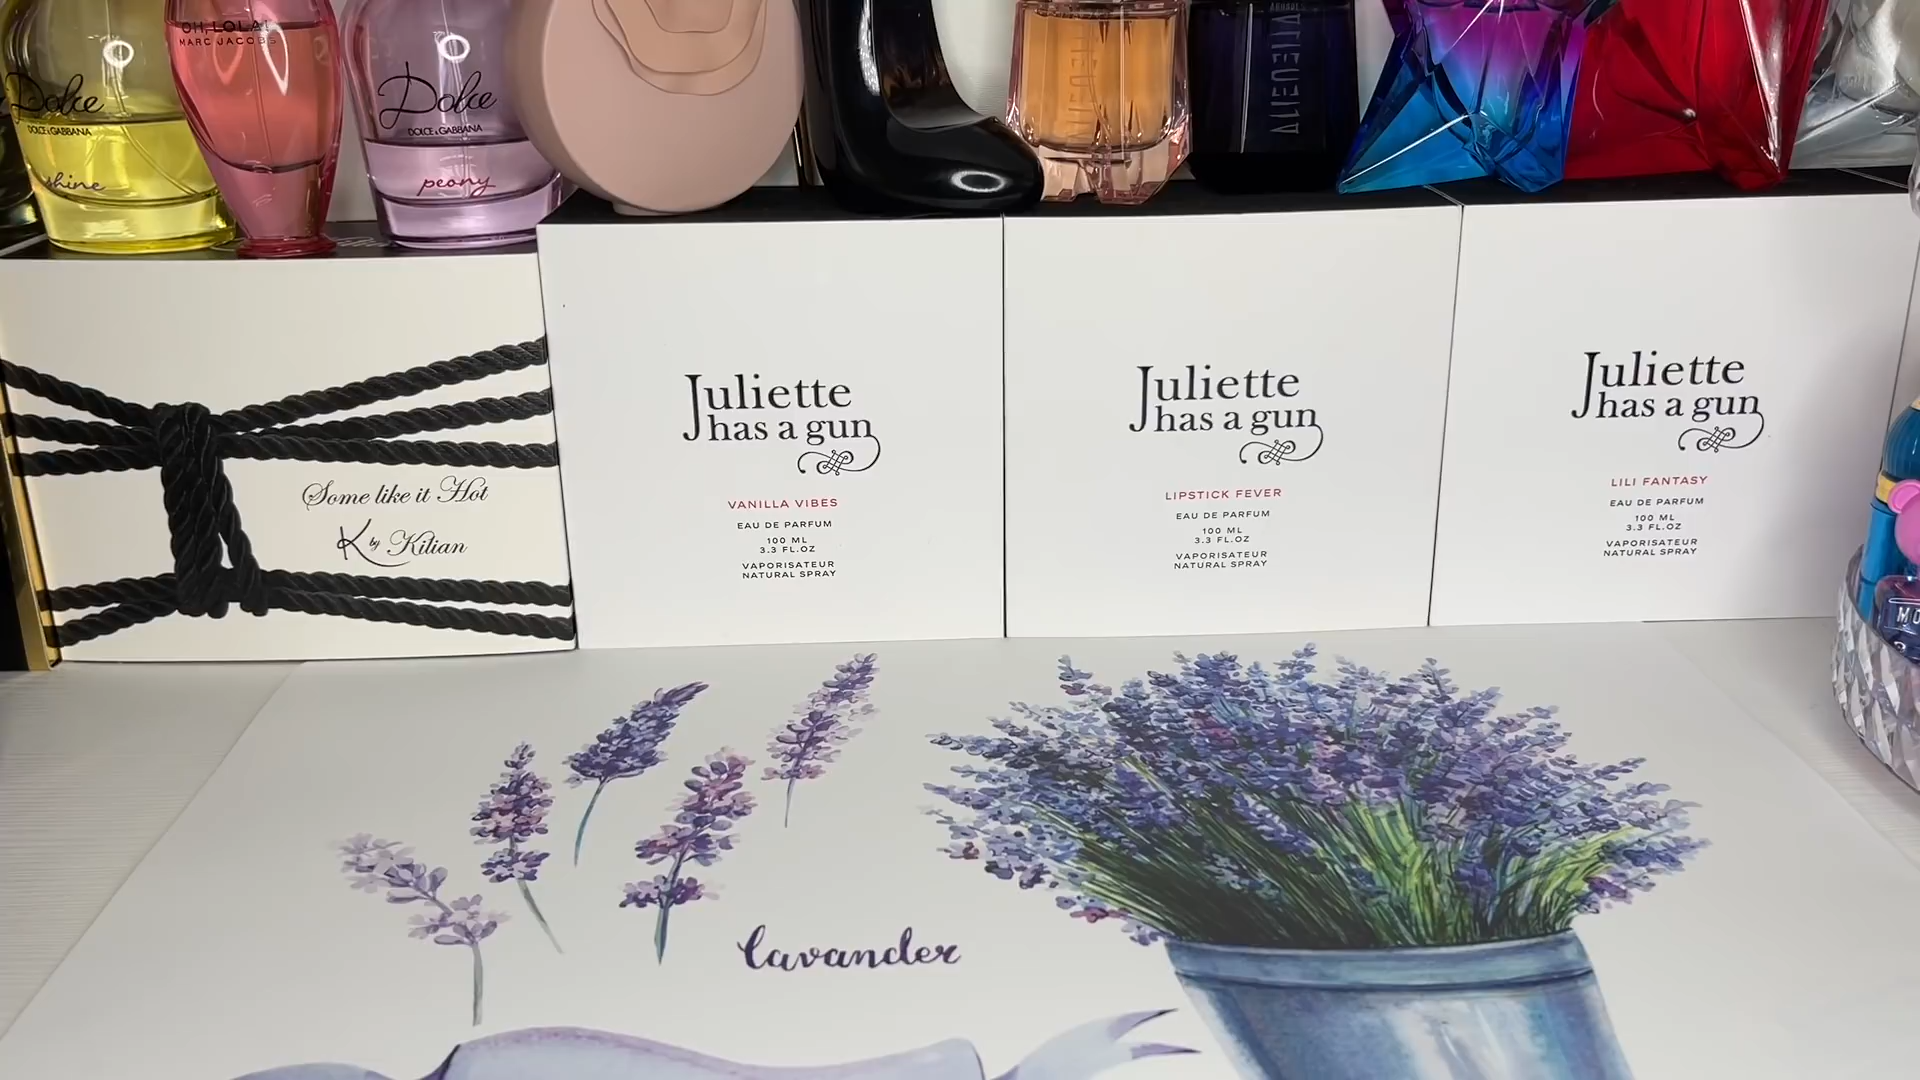 OH, LOLA!
MARC JACOBS
Dolce
DOLCE & GABBANA
shine
Dolce
DOLCE & GABBANA
peony
Some like it Hot
K by Kilian
Juliette
has a gun
VANILLA VIBES
EAU DE PARFUM
100 ML
3.3 FL.OZ
VAPORISATEUR
NATURAL SPRAY
Juliette
has a gun
LIPSTICK FEVER
EAU DE PARFUM
100 ML
3.3 FL.OZ
VAPORISATEUR
NATURAL SPRAY
Juliette
has a gun
LILI FANTASY
EAU DE PARFUM
100 ML
3.3 FL.OZ
VAPORISATEUR
NATURAL SPRAY
lavander